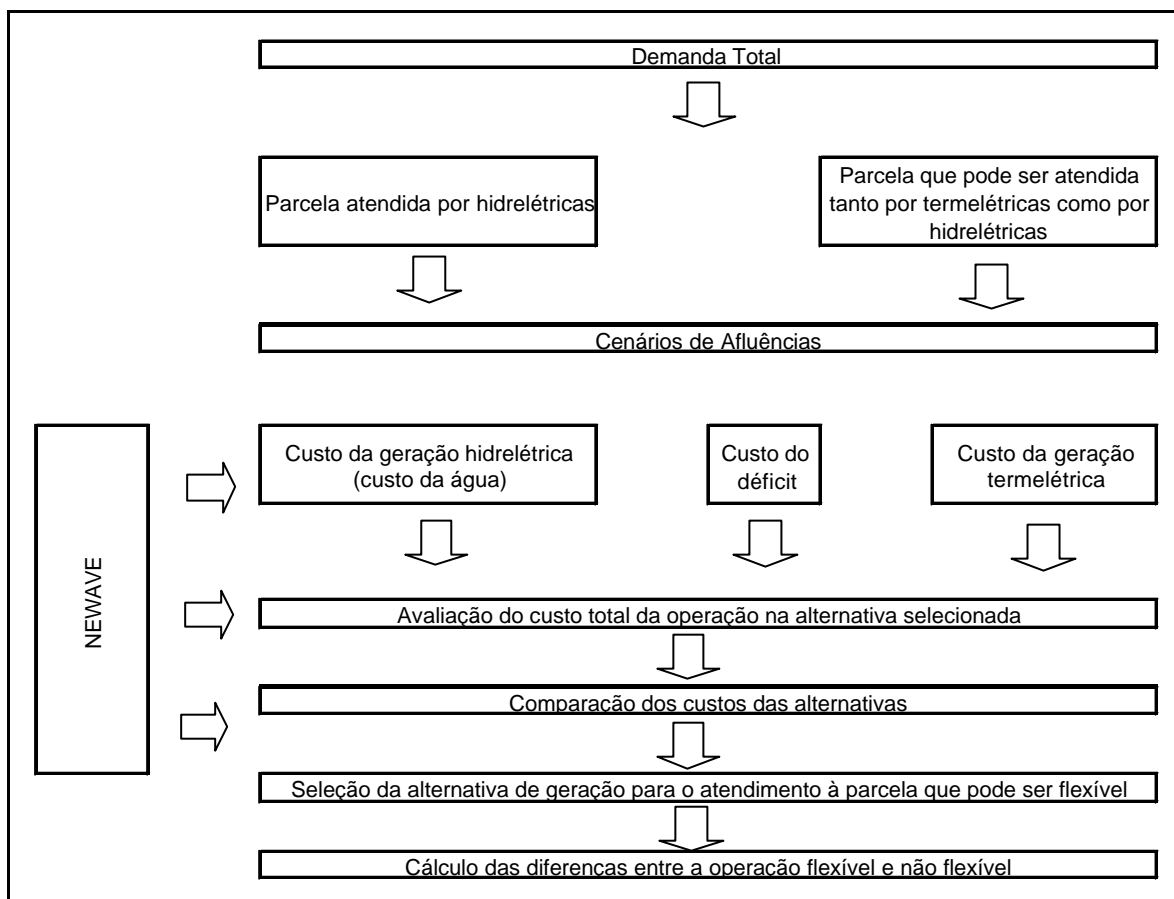 Demanda Total
Parcela atendida por hidrelétricas
Parcela que pode ser atendida
tanto por termelétricas como por
hidrelétricas
Cenários de Afluências
NEWAVE
Custo da geração hidrelétrica
(custo da água)
Custo do
déficit
Custo da geração
termelétrica
Avaliação do custo total da operação na alternativa selecionada
Comparação dos custos das alternativas
Seleção da alternativa de geração para o atendimento à parcela que pode ser flexível
Cálculo das diferenças entre a operação flexível e não flexível